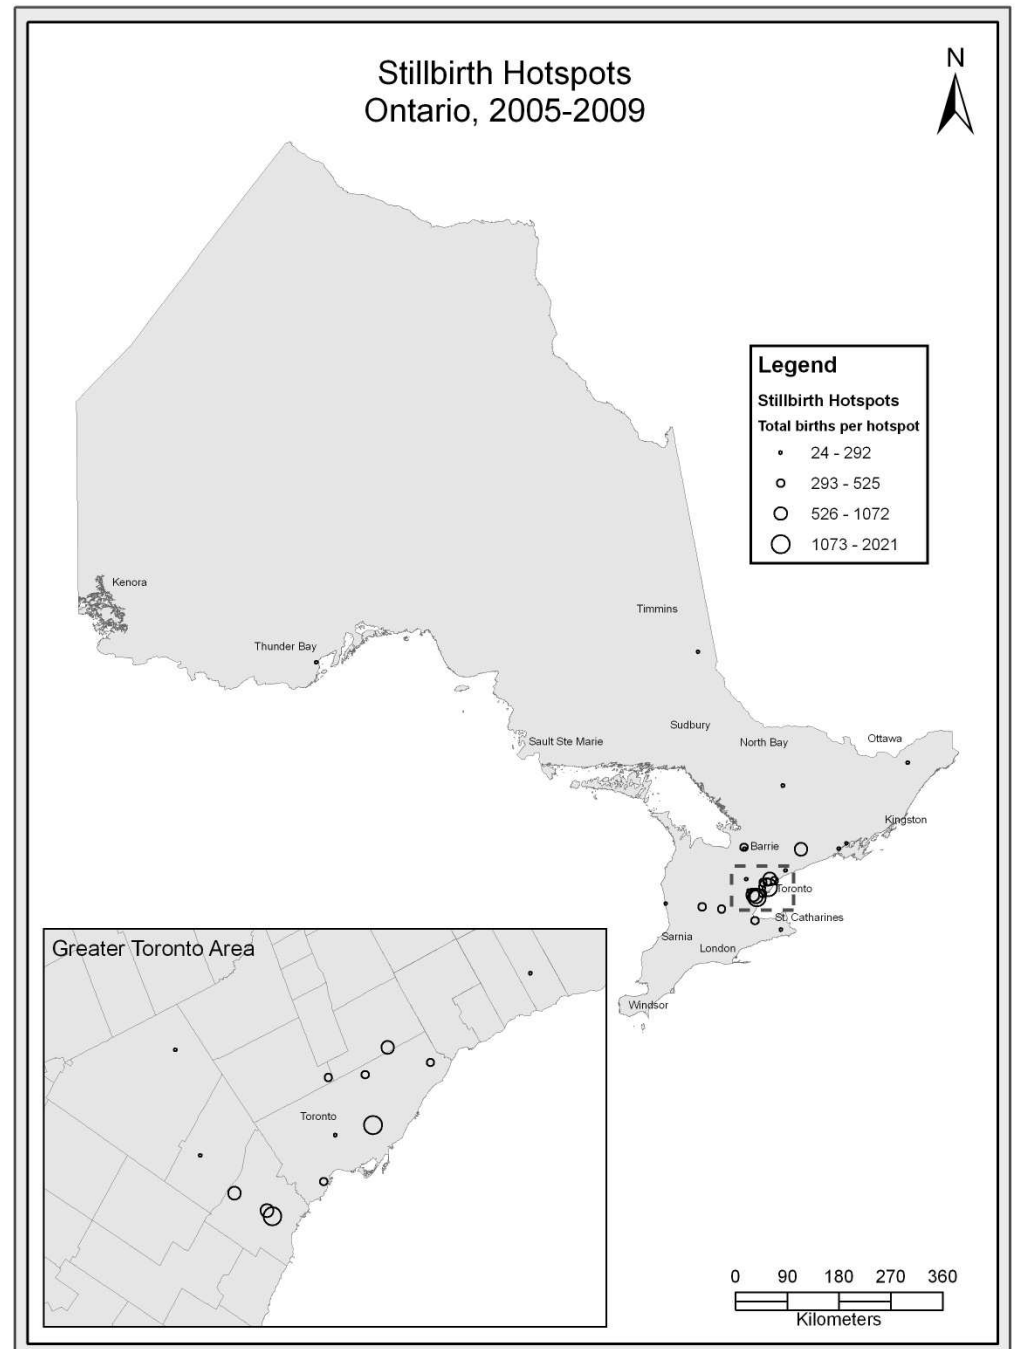 Stillbirth Hotspots
Ontario, 2005-2009
N
Legend
Stillbirth Hotspots
Total births per hotspot
24 - 292
293 - 525
526 - 1072
1073 - 2021
Kenora
Timmins
Thunder Bay
Sudbury
Sault Ste Marie
North Bay
Ottawa
Kingston
Barrie
Toronto
St. Catharines
Sarnia
London
Windsor
Greater Toronto Area
Toronto
0 90 180 270 360
Kilometers